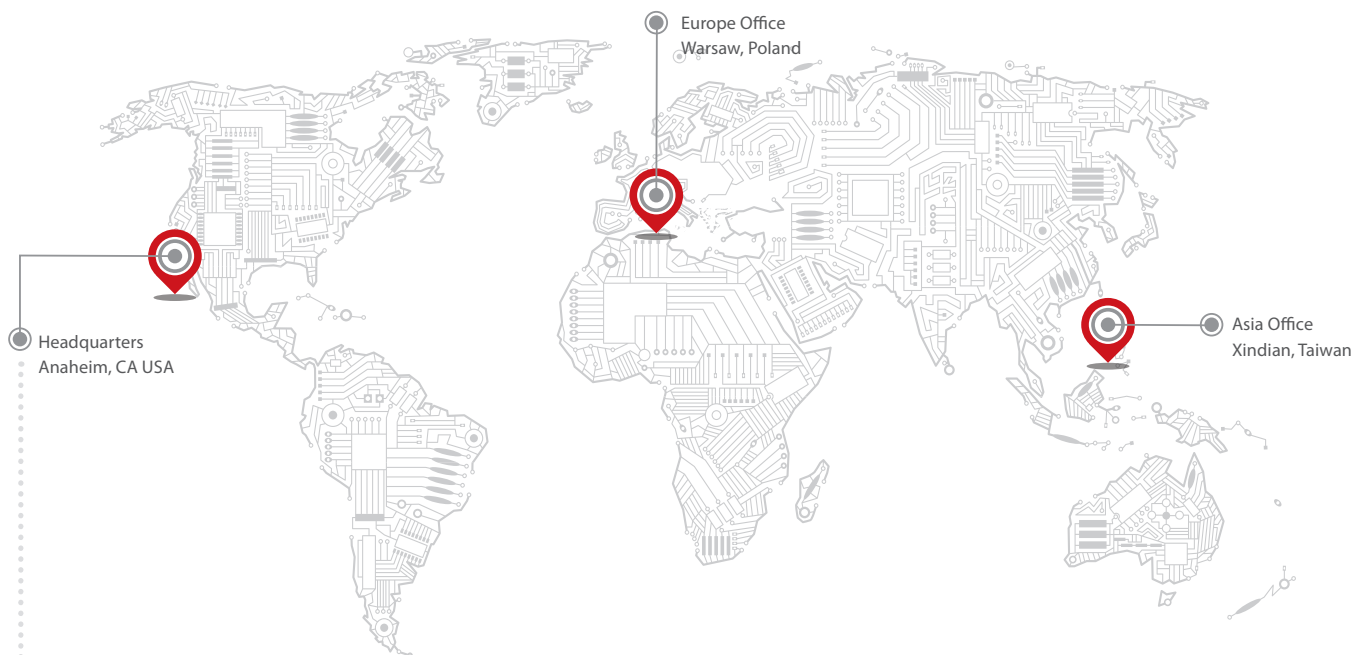 Europe Office
Warsaw, Poland
Headquarters
Anaheim, CA USA
Asia Office
Xindian, Taiwan